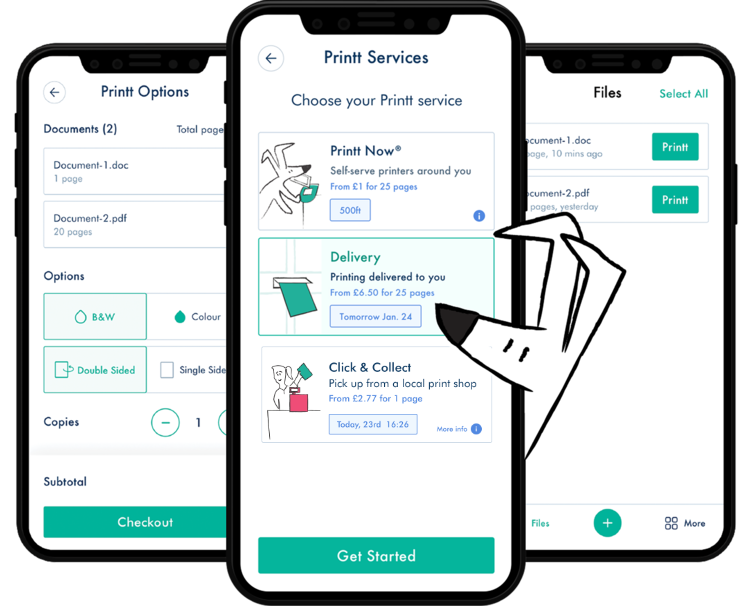 Printt Options
Documents (2)
Total page
Document-1.doc
1 page
Document-2.pdf
20 pages
Options
B&W
Colour
Double Sided
Single Side
Copies
1
Subtotal
Checkout
Printt Services
Choose your Printt service
Printt Now®
Self-serve printers around you
From £1 for 25 pages
500ft
i
Delivery
Printing delivered to you
From £6.50 for 25 pages
Tomorrow Jan. 24
Click & Collect
Pick up from a local print shop
From £2.77 for 1 page
Today, 23rd 16:26
More info i
Get Started
Files
Select All
ocument-1.doc
page, 10 mins ago
Printt
ocument-2.pdf
pages, yesterday
Printt
Files
+
More